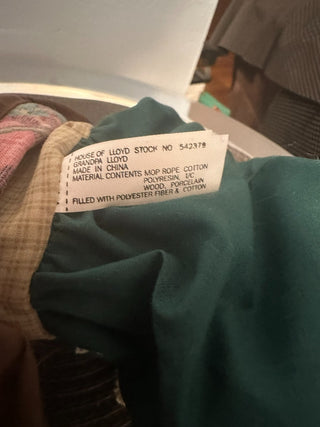 HOUSE OF LLOYD STOCK NO 542379
GRANDPA LLOYD
MADE IN CHINA
MATERIAL CONTENTS MOP ROPE COTTON
POLYRESIN, I/C
WOOD, PORCELAIN
FILLED WITH POLYESTER FIBER & COTTON